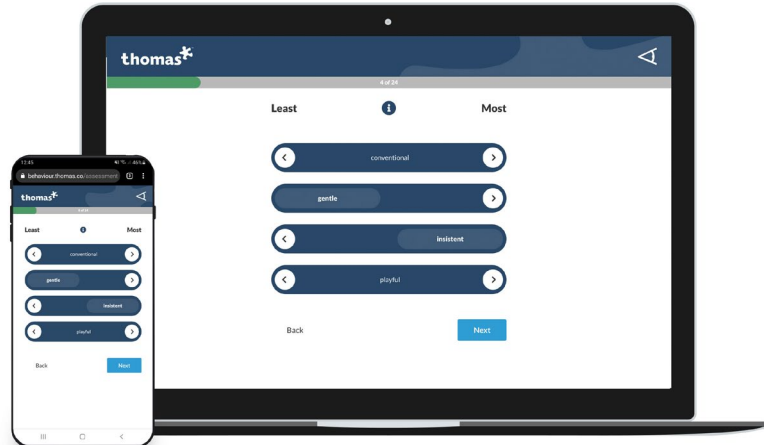 thomas
4 of 24
Least Most
conventional
gentle
insistent
playful
Back Next
12:45 46%
behaviour.thomas.co/assessment
thomas
Least Most
conventional
gentle
insistent
playful
Back Next